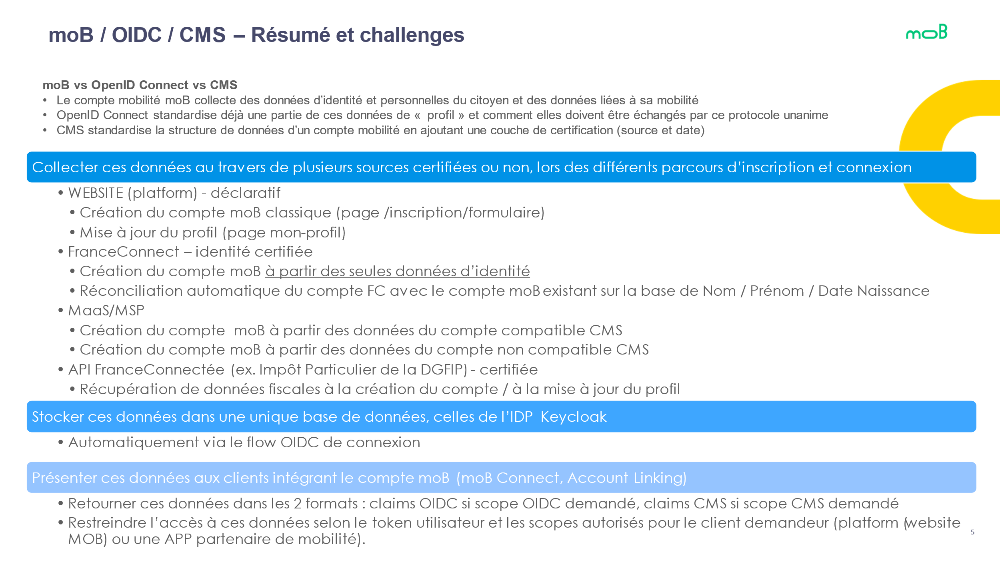 moB / OIDC / CMS – Résumé et challenges
moB
moB vs OpenID Connect vs CMS
• Le compte mobilité moB collecte des données d’identité et personnelles du citoyen et des données liées à sa mobilité
• OpenID Connect standardise déjà une partie de ces données de « profil » et comment elles doivent être échangés par ce protocole unanime
• CMS standardise la structure de données d’un compte mobilité en ajoutant une couche de certification (source et date)
Collecter ces données au travers de plusieurs sources certifiées ou non, lors des différents parcours d’inscription et connexion
• WEBSITE (platform) - déclaratif
• Création du compte moB classique (page /inscription/formulaire)
• Mise à jour du profil (page mon-profil)
• FranceConnect – identité certifiée
• Création du compte moB à partir des seules données d’identité
• Réconciliation automatique du compte FC avec le compte moB existant sur la base de Nom / Prénom / Date Naissance
• MaaS/MSP
• Création du compte moB à partir des données du compte compatible CMS
• Création du compte moB à partir des données du compte non compatible CMS
• API FranceConnectée (ex. Impôt Particulier de la DGFIP) - certifiée
• Récupération de données fiscales à la création du compte / à la mise à jour du profil
Stocker ces données dans une unique base de données, celles de l’IDP Keycloak
• Automatiquement via le flow OIDC de connexion
Présenter ces données aux clients intégrant le compte moB (moB Connect, Account Linking)
• Retourner ces données dans les 2 formats : claims OIDC si scope OIDC demandé, claims CMS si scope CMS demandé
• Restreindre l’accès à ces données selon le token utilisateur et les scopes autorisés pour le client demandeur (platform (website
MOB) ou une APP partenaire de mobilité).
5